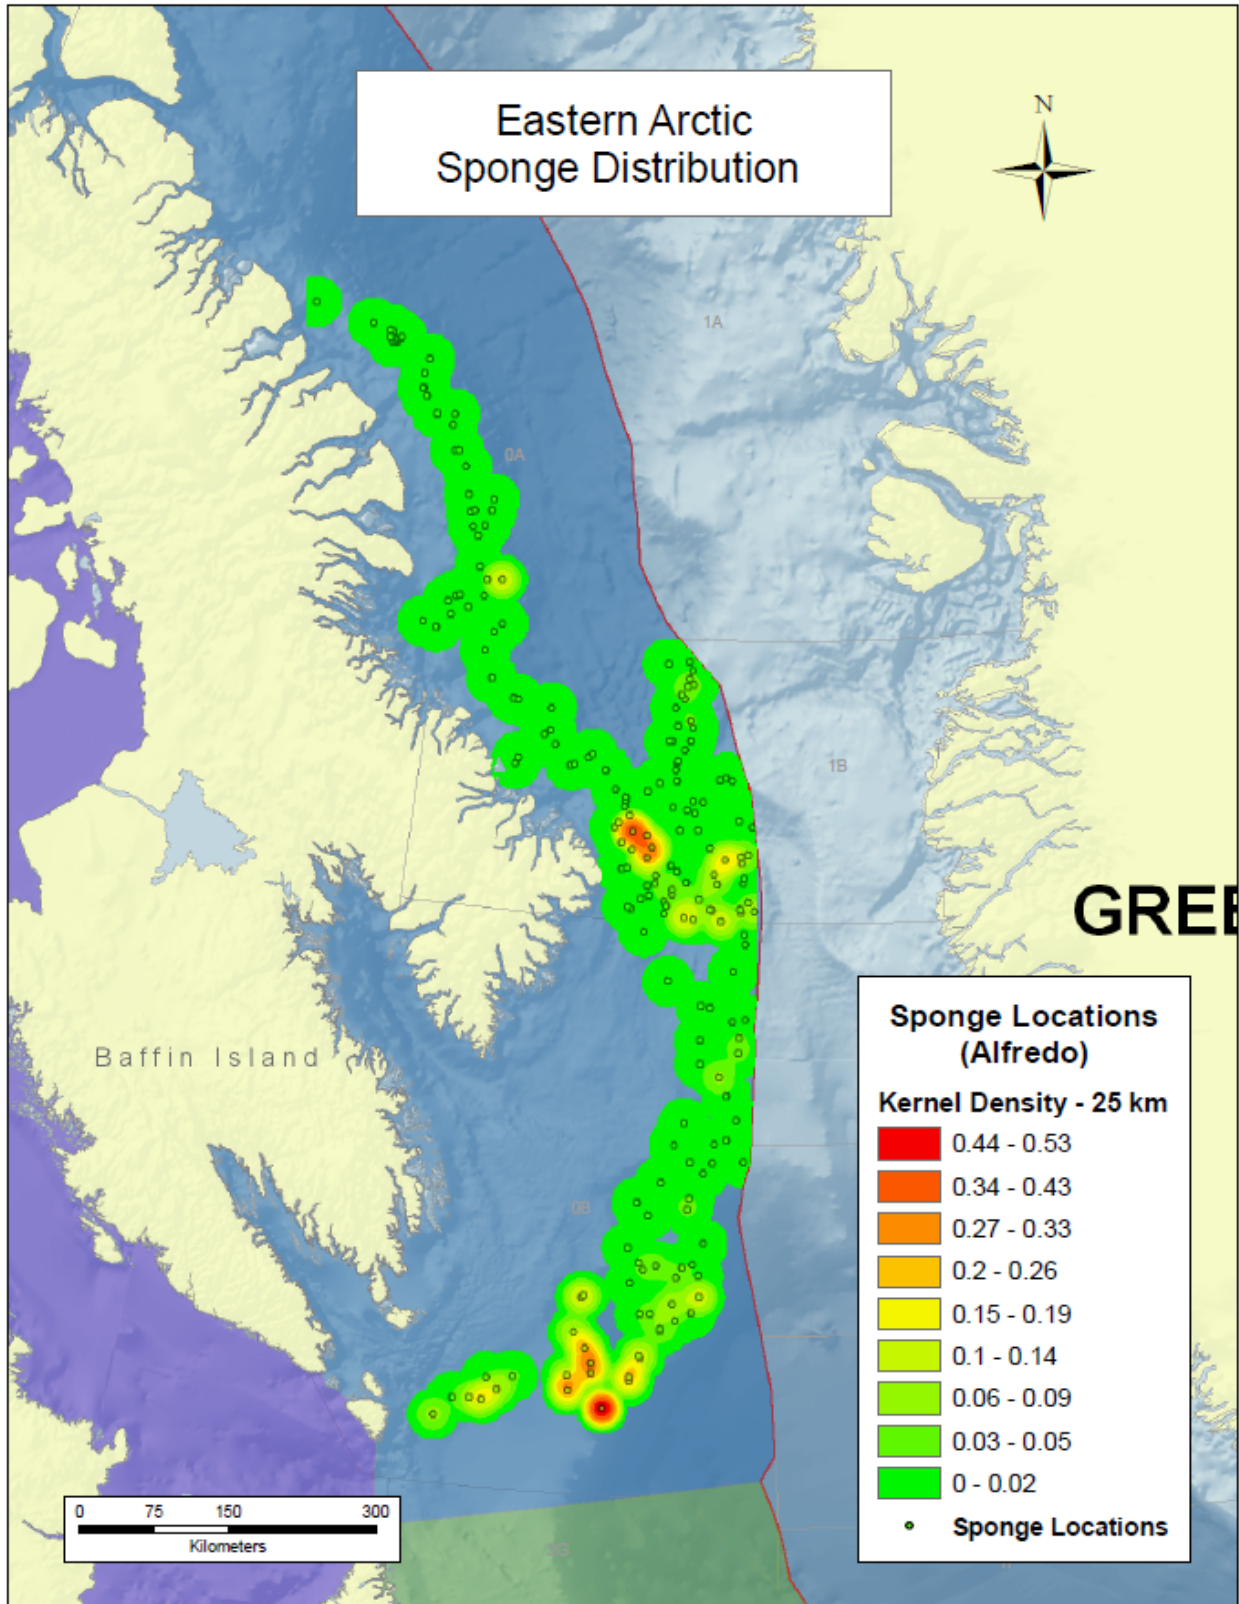 Eastern Arctic
Sponge Distribution
N
1A
0A
1B
GREE
Baffin Island
0B
Sponge Locations
(Alfredo)
Kernel Density - 25 km
0.44 - 0.53
0.34 - 0.43
0.27 - 0.33
0.2 - 0.26
0.15 - 0.19
0.1 - 0.14
0.06 - 0.09
0.03 - 0.05
0 - 0.02
Sponge Locations
0 75 150 300
Kilometers
2G